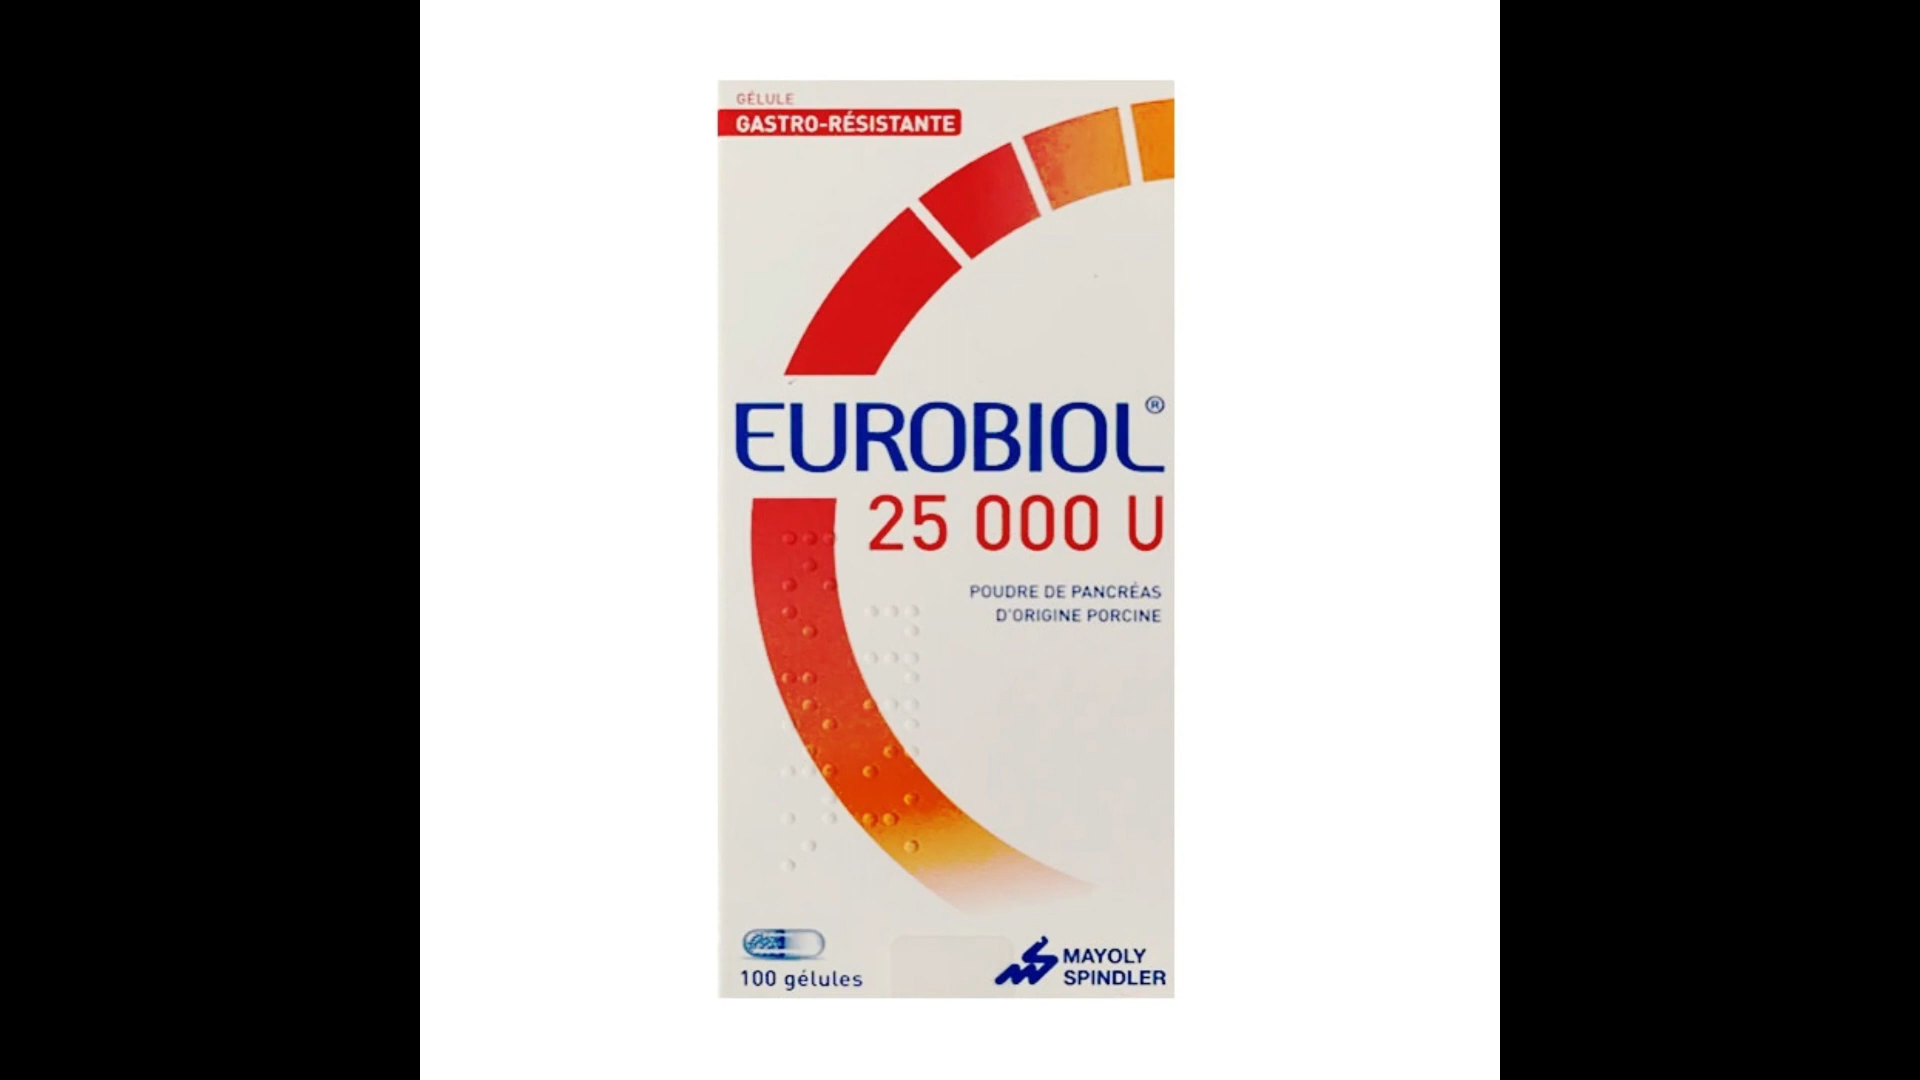 GÉLULE
GASTRO-RÉSISTANTE
EUROBIOL®
25 000 U
POUDRE DE PANCRÉAS
D'ORIGINE PORCINE
100 gélules
MAYOLY
SPINDLER